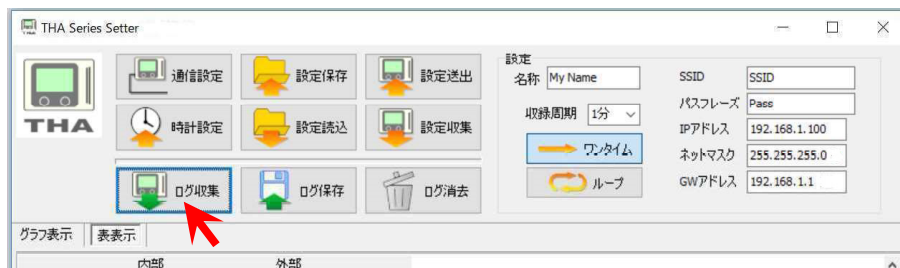 THA Series Setter
通信設定 設定保存 設定送出
時計設定 設定読込 設定収集
ログ収集 ログ保存 ログ消去
THA
設定
名称 My Name
収録周期 1分
ワンタイム
ループ
SSID SSID
パスフレーズ Pass
IPアドレス 192.168.1.100
ネットマスク 255.255.255.0
GWアドレス 192.168.1.1
グラフ表示 表表示
内部 外部